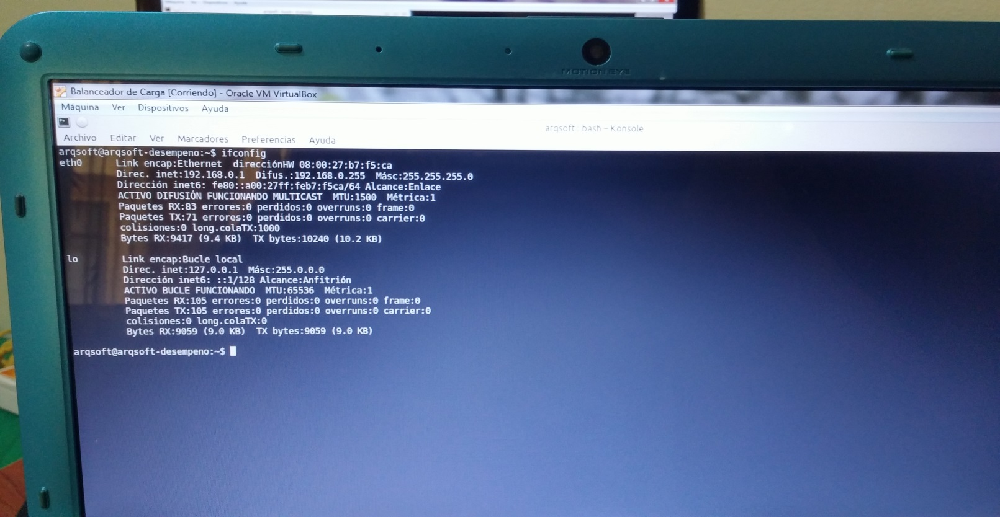 MOTION EYE
Balanceador de Carga [Corriendo] - Oracle VM VirtualBox
Máquina Ver Dispositivos Ayuda
arqsoft : bash – Konsole
Archivo Editar Ver Marcadores Preferencias Ayuda
arqsoft@arqsoft-desempeno:~$ ifconfig
eth0 Link encap:Ethernet direcciónHW 08:00:27:b7:f5:ca
Direc. inet:192.168.0.1 Difus.:192.168.0.255 Másc:255.255.255.0
Dirección inet6: fe80::a00:27ff:feb7:f5ca/64 Alcance:Enlace
ACTIVO DIFUSIÓN FUNCIONANDO MULTICAST MTU:1500 Métrica:1
Paquetes RX:83 errores:0 perdidos:0 overruns:0 frame:0
Paquetes TX:71 errores:0 perdidos:0 overruns:0 carrier:0
colisiones:0 long.colaTX:1000
Bytes RX:9417 (9.4 KB) TX bytes:10240 (10.2 KB)
lo Link encap:Bucle local
Direc. inet:127.0.0.1 Másc:255.0.0.0
Dirección inet6: ::1/128 Alcance:Anfitrión
ACTIVO BUCLE FUNCIONANDO MTU:65536 Métrica:1
Paquetes RX:105 errores:0 perdidos:0 overruns:0 frame:0
Paquetes TX:105 errores:0 perdidos:0 overruns:0 carrier:0
colisiones:0 long.colaTX:0
Bytes RX:9059 (9.0 KB) TX bytes:9059 (9.0 KB)
arqsoft@arqsoft-desempeno:~$